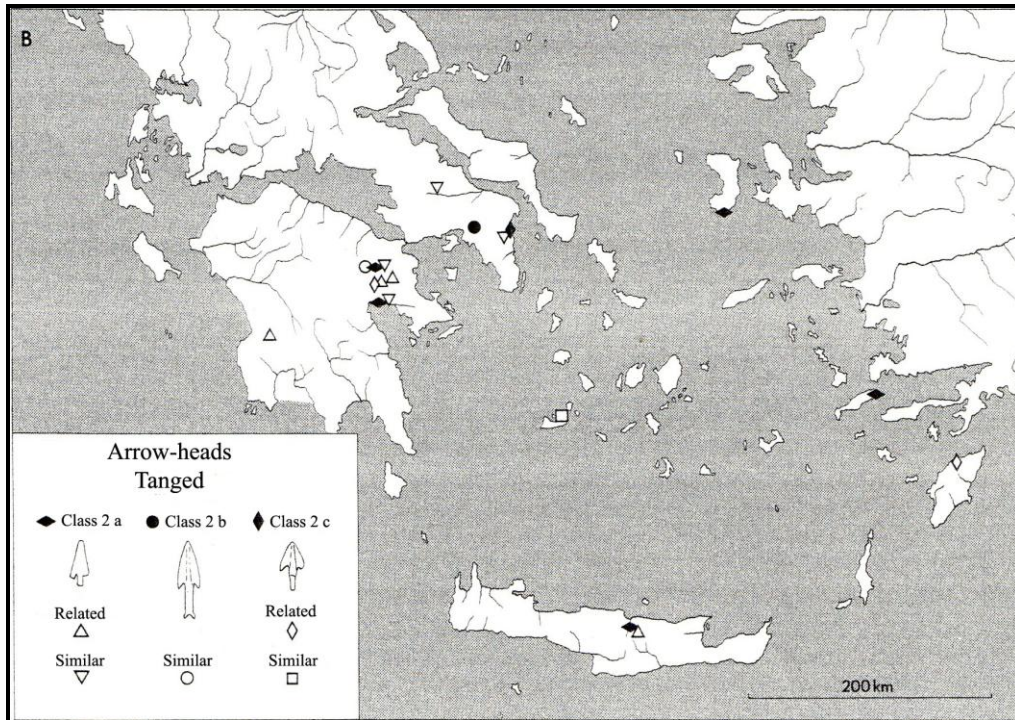 B
Arrow-heads
Tanged
Class 2 a Class 2 b Class 2 c
Related Related
Similar Similar Similar
200 km